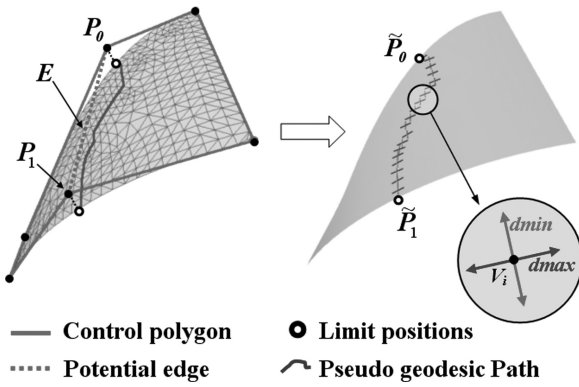 P0
E
P1
P̃0
P̃1
dmin
dmax
Vi
Control polygon
Limit positions
Potential edge
Pseudo geodesic Path